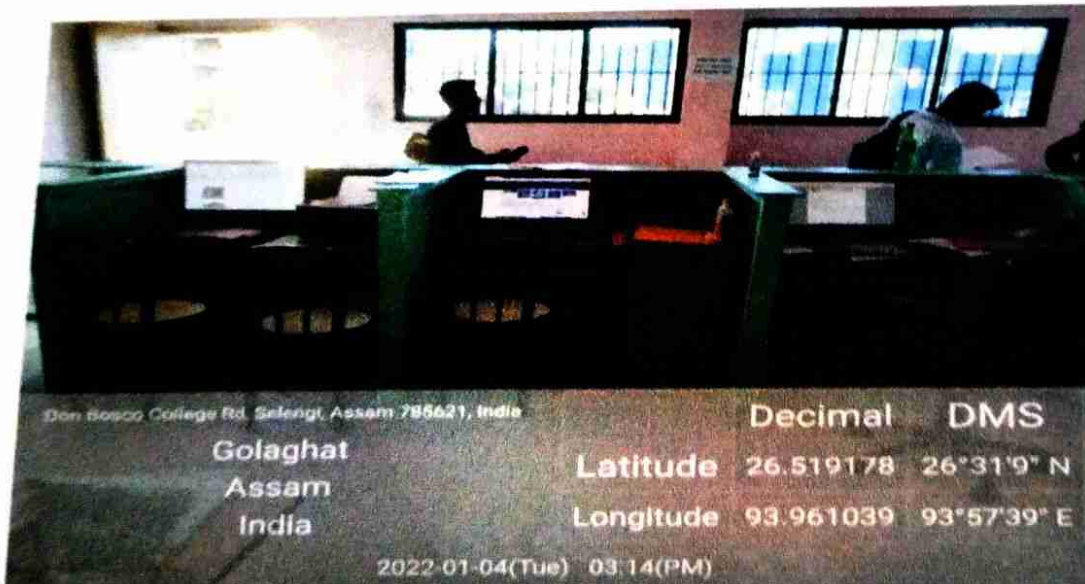 Don Bosco College Rd, Selengi, Assam 785621, India
Golaghat
Assam
India
Decimal DMS
Latitude 26.519178 26°31'9" N
Longitude 93.961039 93°57'39" E
2022-01-04(Tue) 03:14(PM)